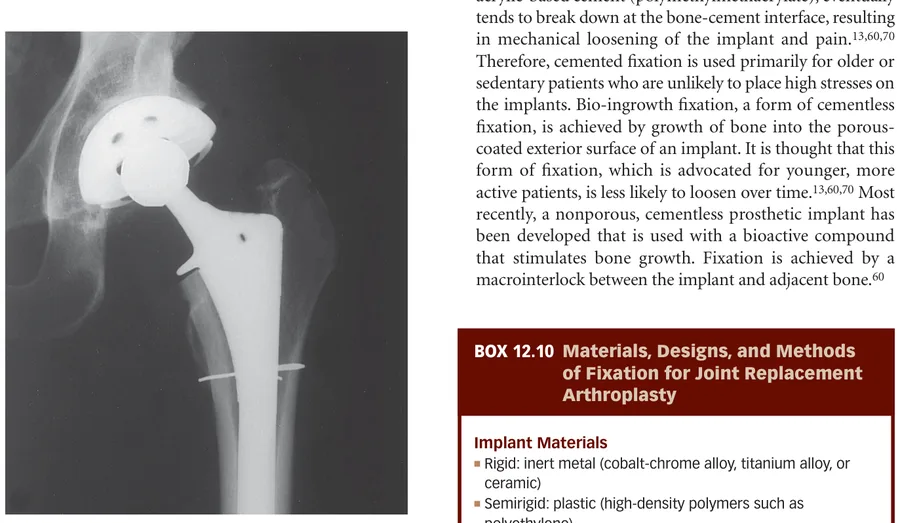 acrylic-based cement (polymethylmethacrylate), eventually
tends to break down at the bone-cement interface, resulting
in mechanical loosening of the implant and pain.13,60,70
Therefore, cemented fixation is used primarily for older or
sedentary patients who are unlikely to place high stresses on
the implants. Bio-ingrowth fixation, a form of cementless
fixation, is achieved by growth of bone into the porous-
coated exterior surface of an implant. It is thought that this
form of fixation, which is advocated for younger, more
active patients, is less likely to loosen over time.13,60,70 Most
recently, a nonporous, cementless prosthetic implant has
been developed that is used with a bioactive compound
that stimulates bone growth. Fixation is achieved by a
macrointerlock between the implant and adjacent bone.60
BOX 12.10 Materials, Designs, and Methods
of Fixation for Joint Replacement
Arthroplasty
Implant Materials
■ Rigid: inert metal (cobalt-chrome alloy, titanium alloy, or
ceramic)
■ Semirigid: plastic (high-density polymers such as
polyethylene)